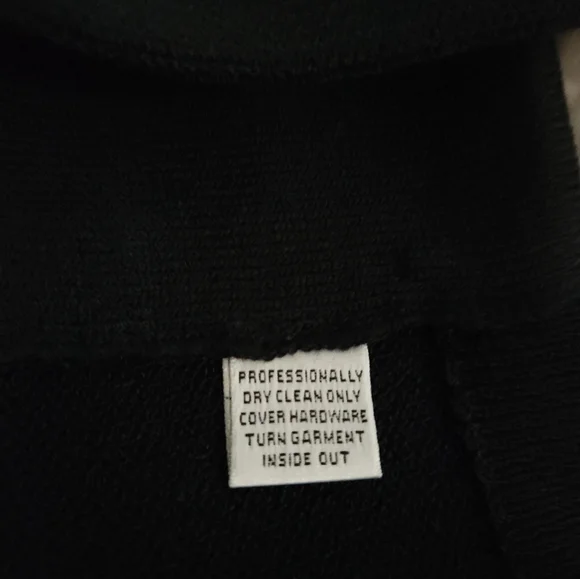 PROFESSIONALLY
DRY CLEAN ONLY
COVER HARDWARE
TURN GARMENT
INSIDE OUT